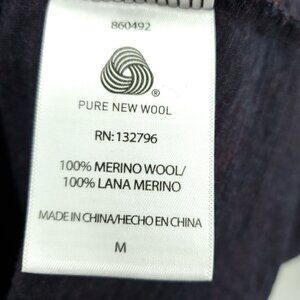 860492
®
PURE NEW WOOL
RN: 132796
100% MERINO WOOL/
100% LANA MERINO
MADE IN CHINA/HECHO EN CHINA
M